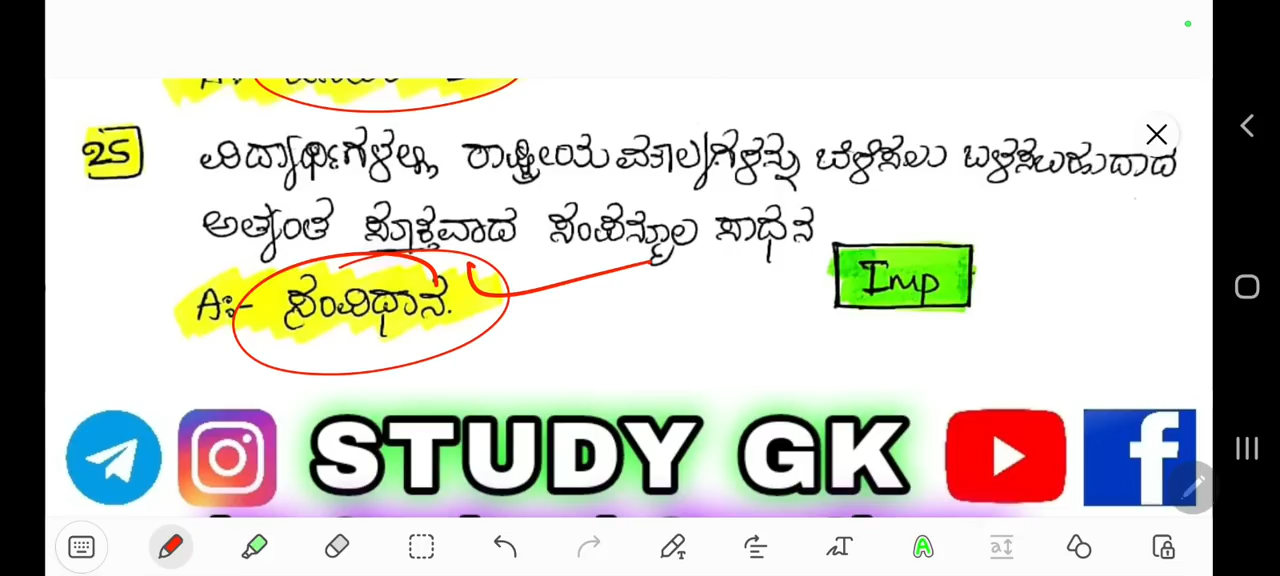 25 ವಿದ್ಯಾರ್ಥಿಗಳಲ್ಲಿ ರಾಷ್ಟ್ರೀಯ ಮೌಲ್ಯಗಳನ್ನು ಬೆಳೆಸಲು ಬಳಸಬಹುದಾದ
ಅತ್ಯಂತ ಸೂಕ್ತವಾದ ಸಂಪನ್ಮೂಲ ಸಾಧನ
A:- ಸಂವಿಧಾನ.
Imp
STUDY GK